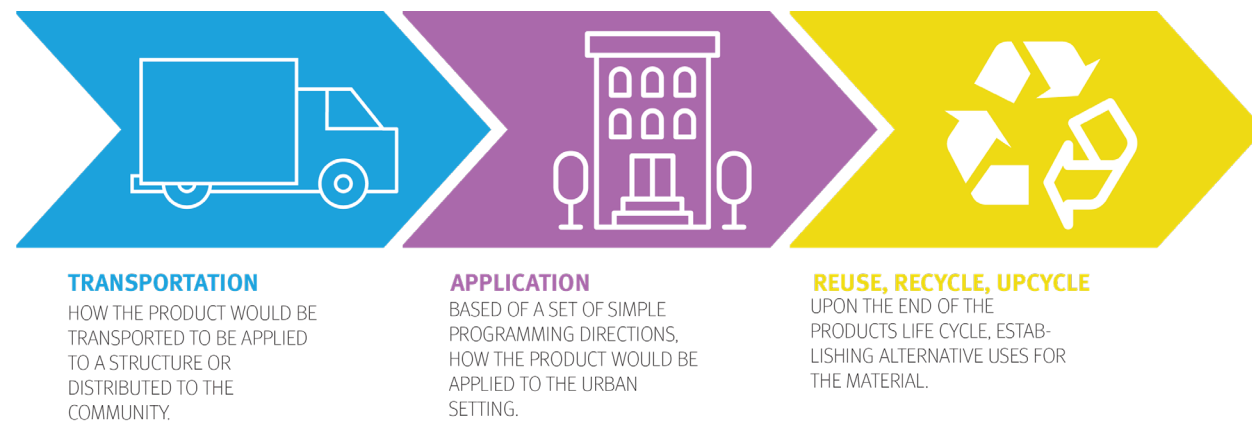 TRANSPORTATION
HOW THE PRODUCT WOULD BE
TRANSPORTED TO BE APPLIED
TO A STRUCTURE OR
DISTRIBUTED TO THE
COMMUNITY.
APPLICATION
BASED OF A SET OF SIMPLE
PROGRAMMING DIRECTIONS,
HOW THE PRODUCT WOULD BE
APPLIED TO THE URBAN
SETTING.
REUSE, RECYCLE, UPCYCLE
UPON THE END OF THE
PRODUCTS LIFE CYCLE, ESTAB-
LISHING ALTERNATIVE USES FOR
THE MATERIAL.